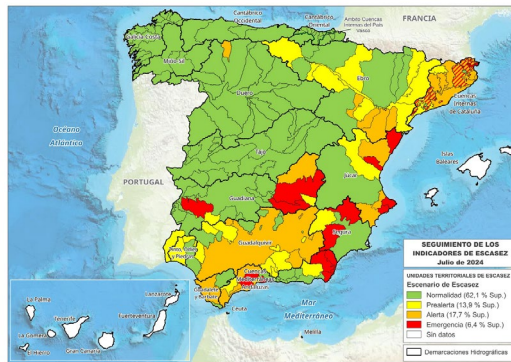 Cantábrico
Occidental
Cantábrico
Oriental
Ámbito Cuencas
Internas del País
Vasco
FRANCIA
Galicia Costa
Miño-Sil
Ebro
Duero
Cuencas
Internas
de Cataluña
Océano
Atlántico
Tajo
Islas
Baleares
PORTUGAL
Júcar
Guadiana
Segura
Tinto, Odiel
y Piedras
Guadalquivir
Cuencas
Mediterráneas
Andaluzas
Guadalete
y Barbate
Ceuta
Mar
Mediterráneo
Melilla
La Palma
Lanzarote
Tenerife
Fuerteventura
La Gomera
El Hierro
Gran Canaria
SEGUIMIENTO DE LOS
INDICADORES DE ESCASEZ
Julio de 2024
UNIDADES TERRITORIALES DE ESCASEZ
Escenario de Escasez
Normalidad (62,1 % Sup.)
Prealerta (13,9 % Sup.)
Alerta (17,7 % Sup.)
Emergencia (6,4 % Sup.)
Sin datos
Demarcaciones Hidrográficas